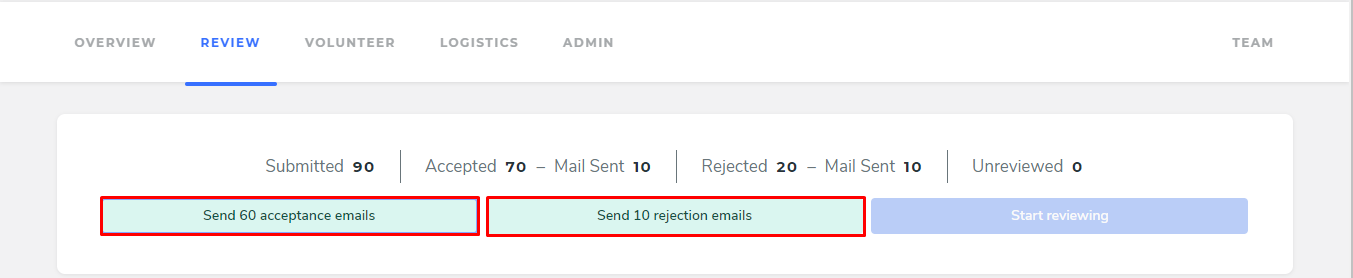 OVERVIEW REVIEW VOLUNTEER LOGISTICS ADMIN TEAM
Submitted 90 Accepted 70 – Mail Sent 10 Rejected 20 – Mail Sent 10 Unreviewed 0
Send 60 acceptance emails Send 10 rejection emails Start reviewing